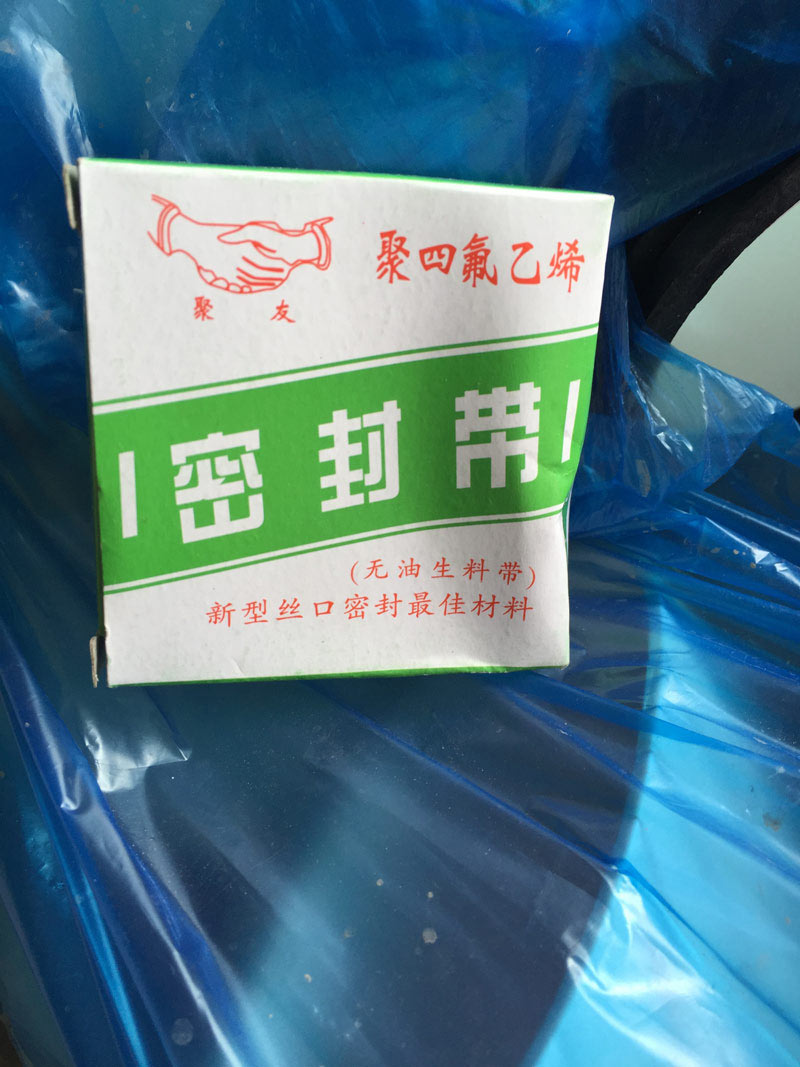 聚四氟乙烯
聚友
密封带
(无油生料带)
新型丝口密封最佳材料